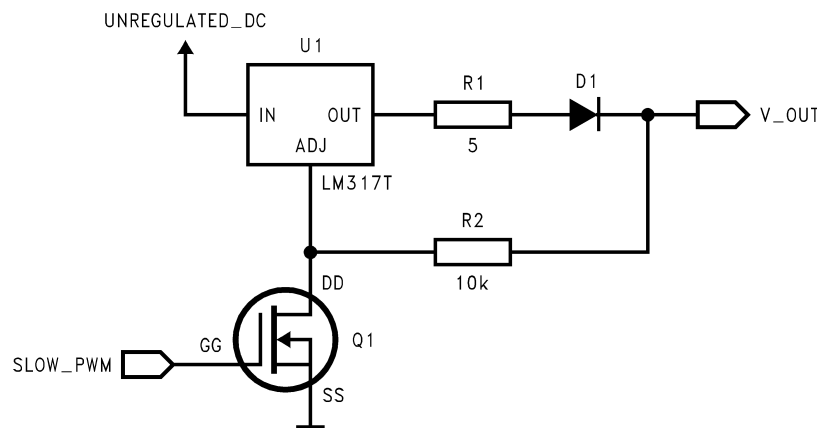 UNREGULATED_DC
U1
R1
D1
IN
OUT
V_OUT
ADJ
5
LM317T
R2
10k
DD
Q1
GG
SLOW_PWM
SS